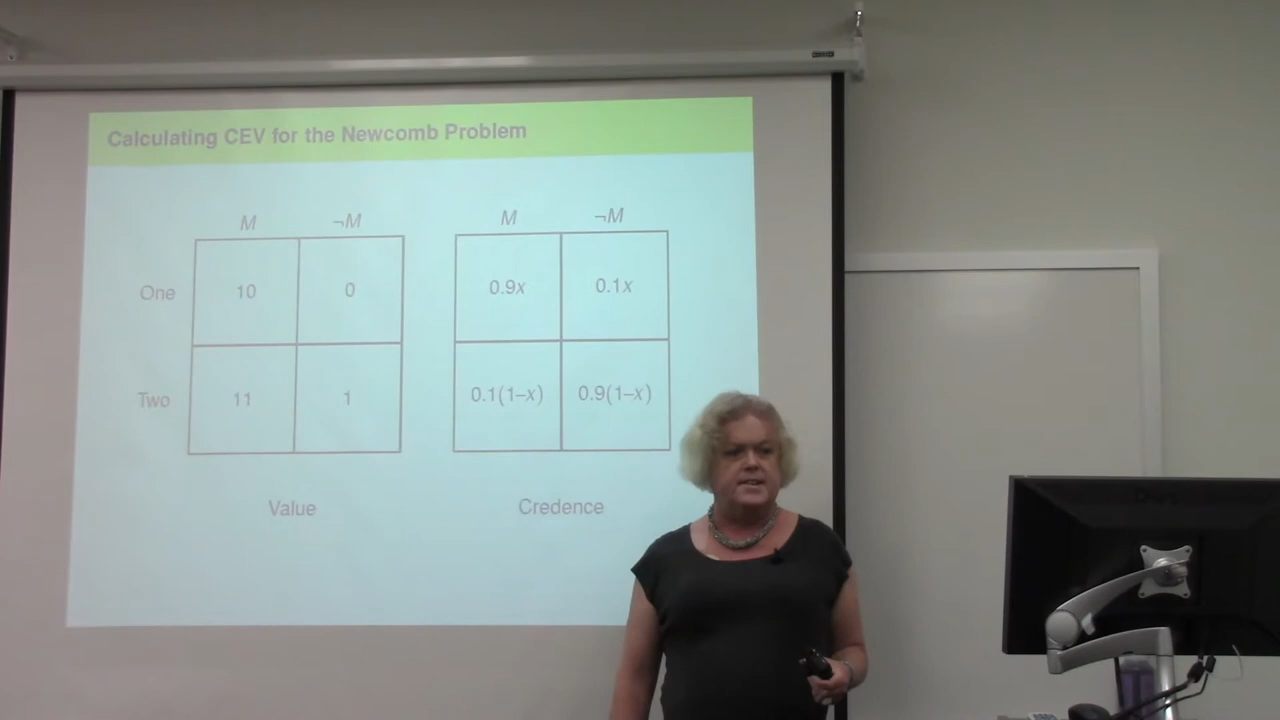 Calculating CEV for the Newcomb Problem
M ¬M M ¬M
One 10 0 0.9x 0.1x
Two 11 1 0.1(1–x) 0.9(1–x)
Value Credence